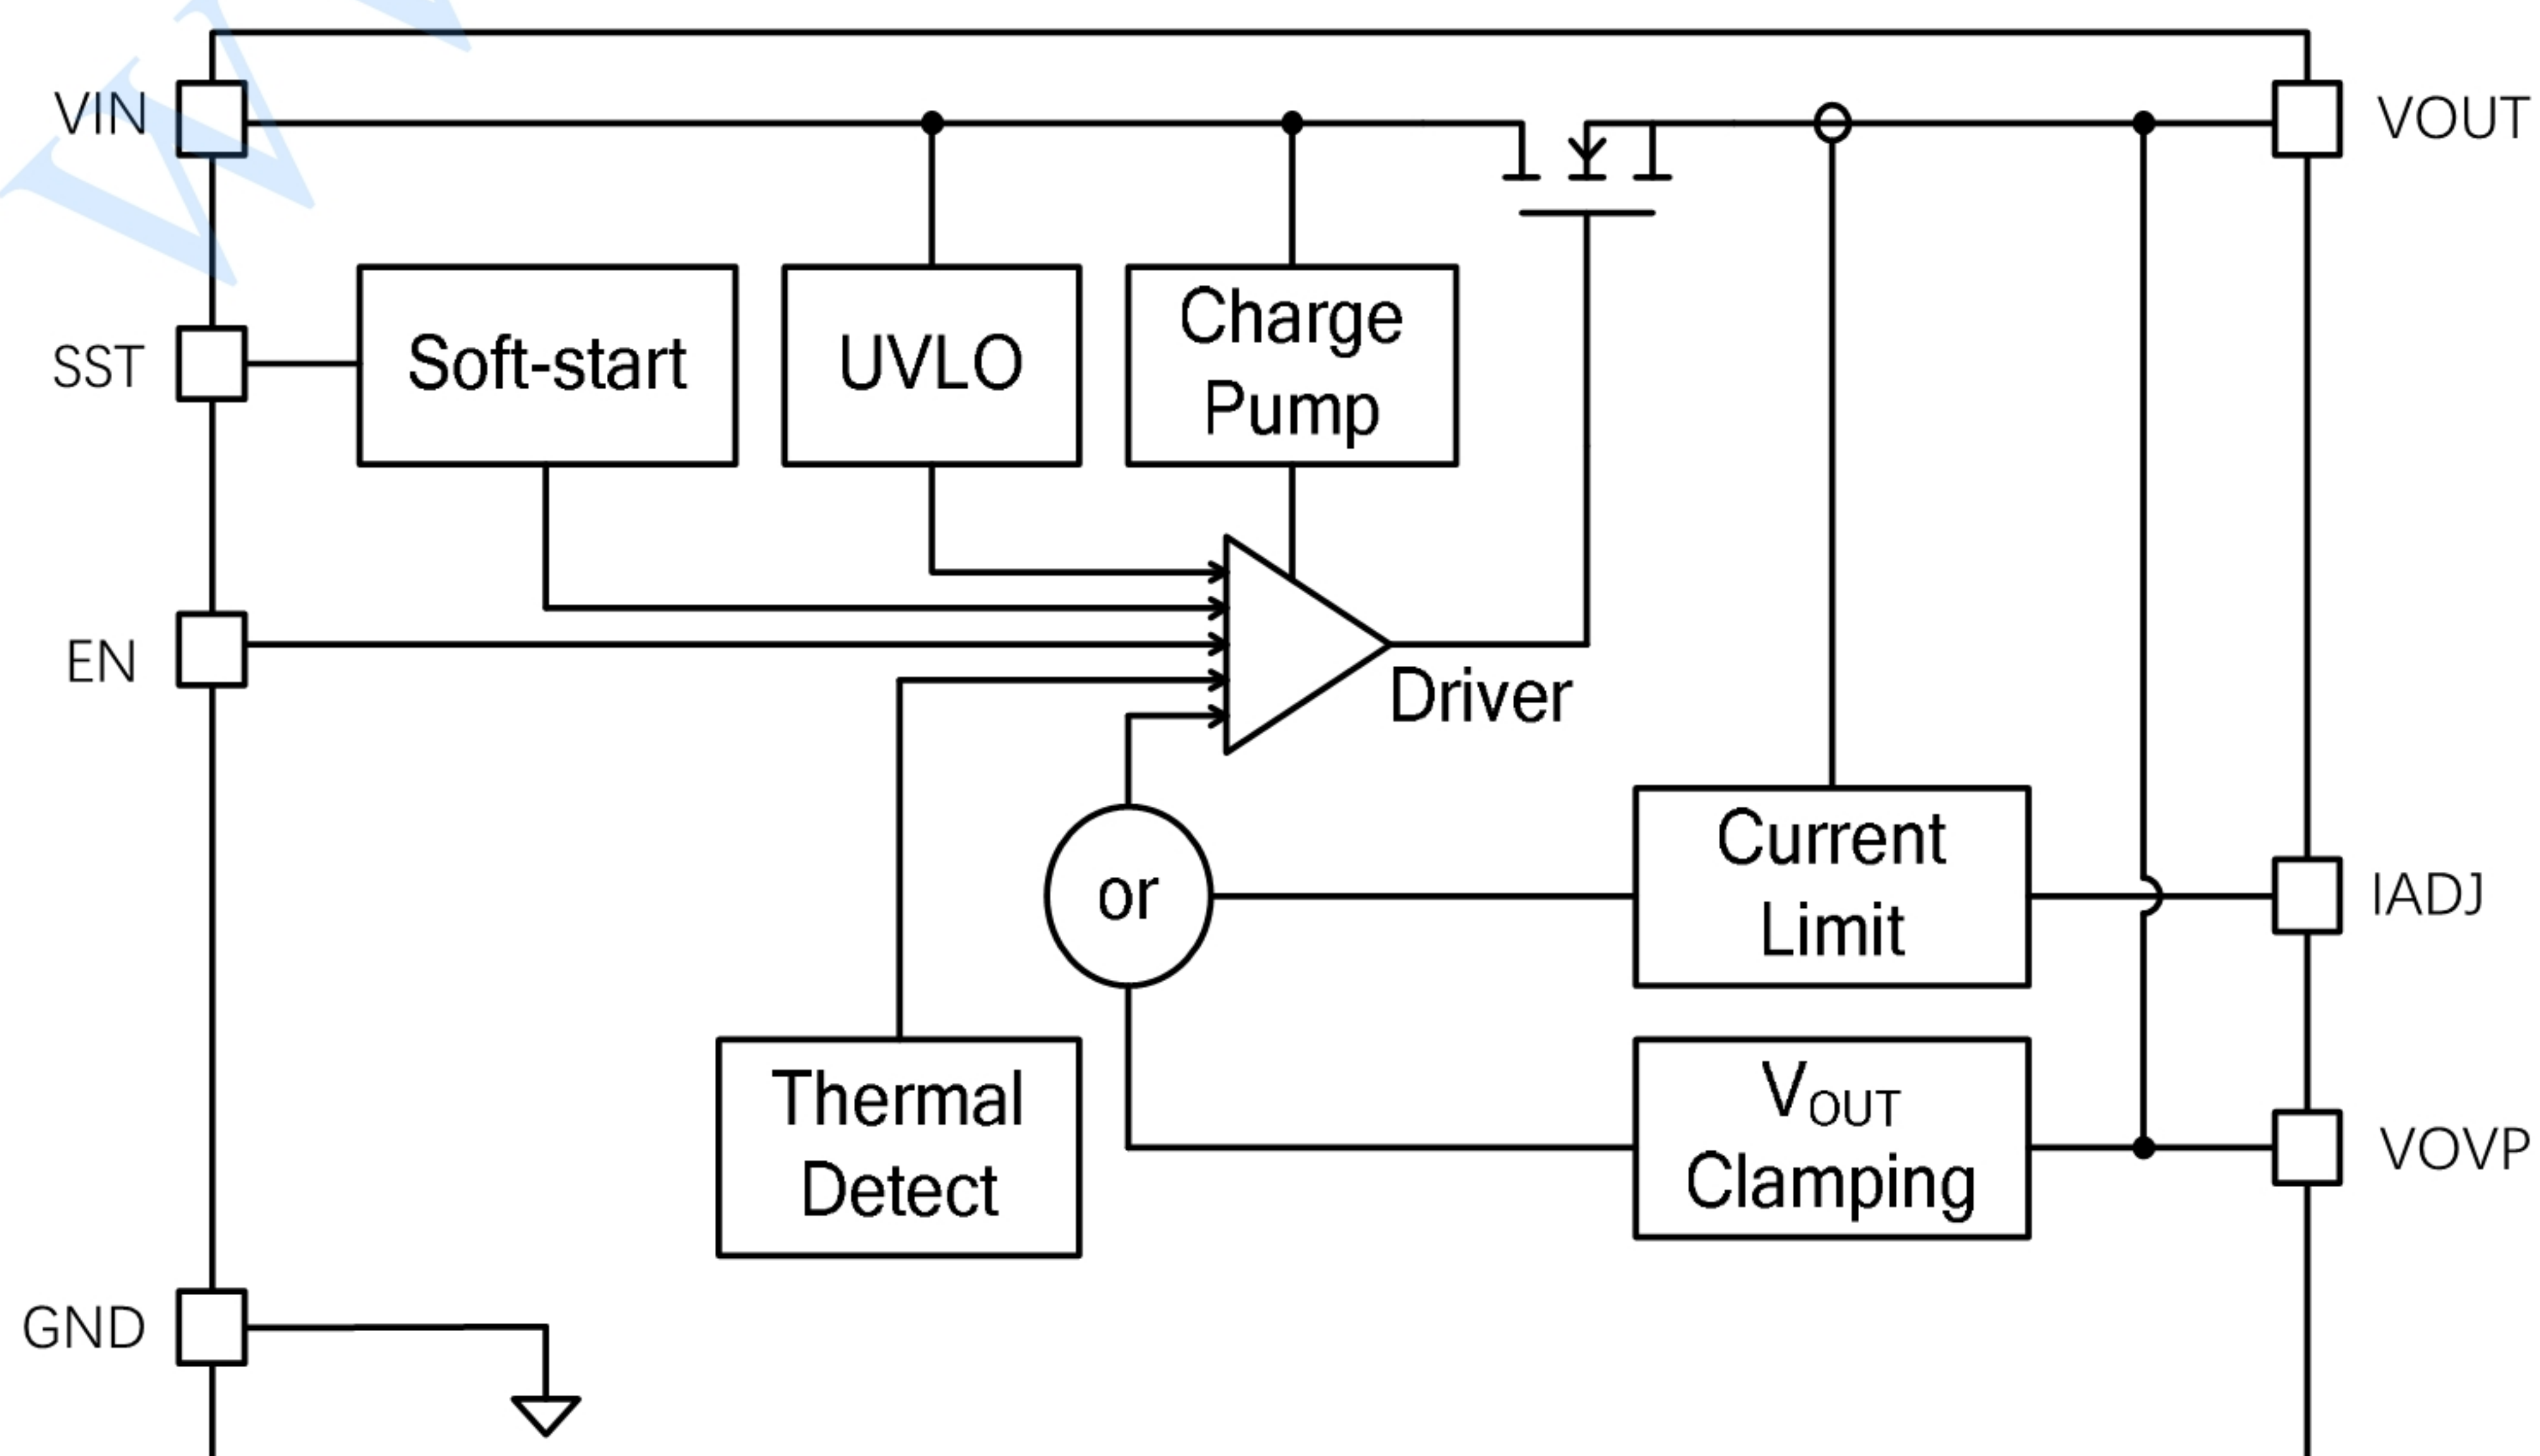 VIN
VOUT
SST
Soft-start
UVLO
Charge
Pump
EN
Driver
Current
Limit
or
IADJ
Thermal
Detect
VOUT
Clamping
VOVP
GND
W